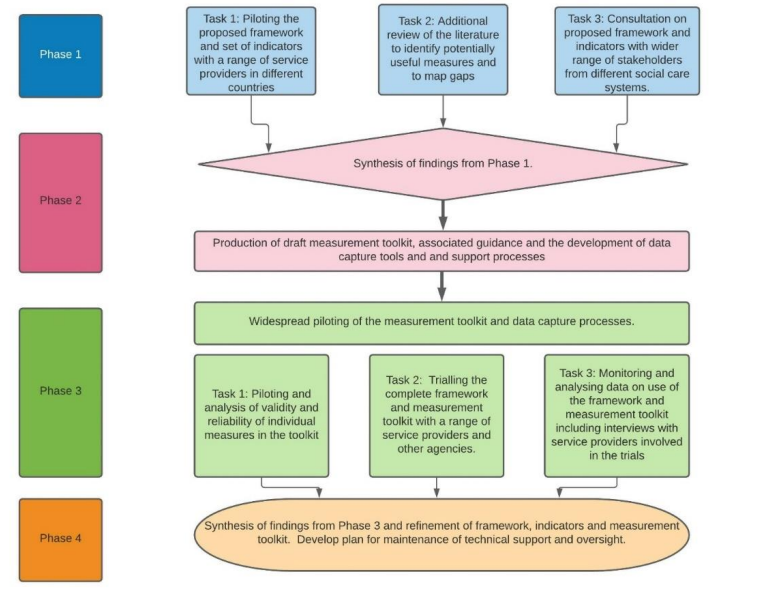 Phase 1
Task 1: Piloting the
proposed framework
and set of indicators
with a range of service
providers in different
countries
Task 2: Additional
review of the literature
to identify potentially
useful measures and
to map gaps
Task 3: Consultation on
proposed framework and
indicators with wider
range of stakeholders
from different social care
systems.
Phase 2
Synthesis of findings from Phase 1.
Production of draft measurement toolkit, associated guidance and the development of data
capture tools and and support processes
Phase 3
Widespread piloting of the measurement toolkit and data capture processes.
Task 1: Piloting and
analysis of validity and
reliability of individual
measures in the toolkit
Task 2:  Trialling the
complete framework
and measurement
toolkit with a range of
service providers and
other agencies.
Task 3: Monitoring and
analysing data on use of
the framework and
measurement toolkit
including interviews with
service providers involved
in the trials
Phase 4
Synthesis of findings from Phase 3 and refinement of framework, indicators and measurement
toolkit.  Develop plan for maintenance of technical support and oversight.